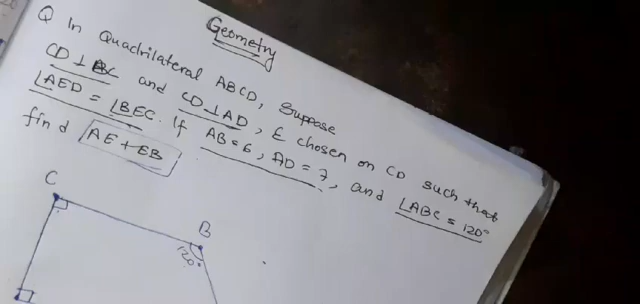 Geometry
Q In Quadrilateral ABCD, Suppose
CD ⊥ BC and CD ⊥ AD, E chosen on CD such that
∠AED = ∠BEC. If AB = 6, AD = 7, and ∠ABC = 120°
find AE + EB
C
B
120°